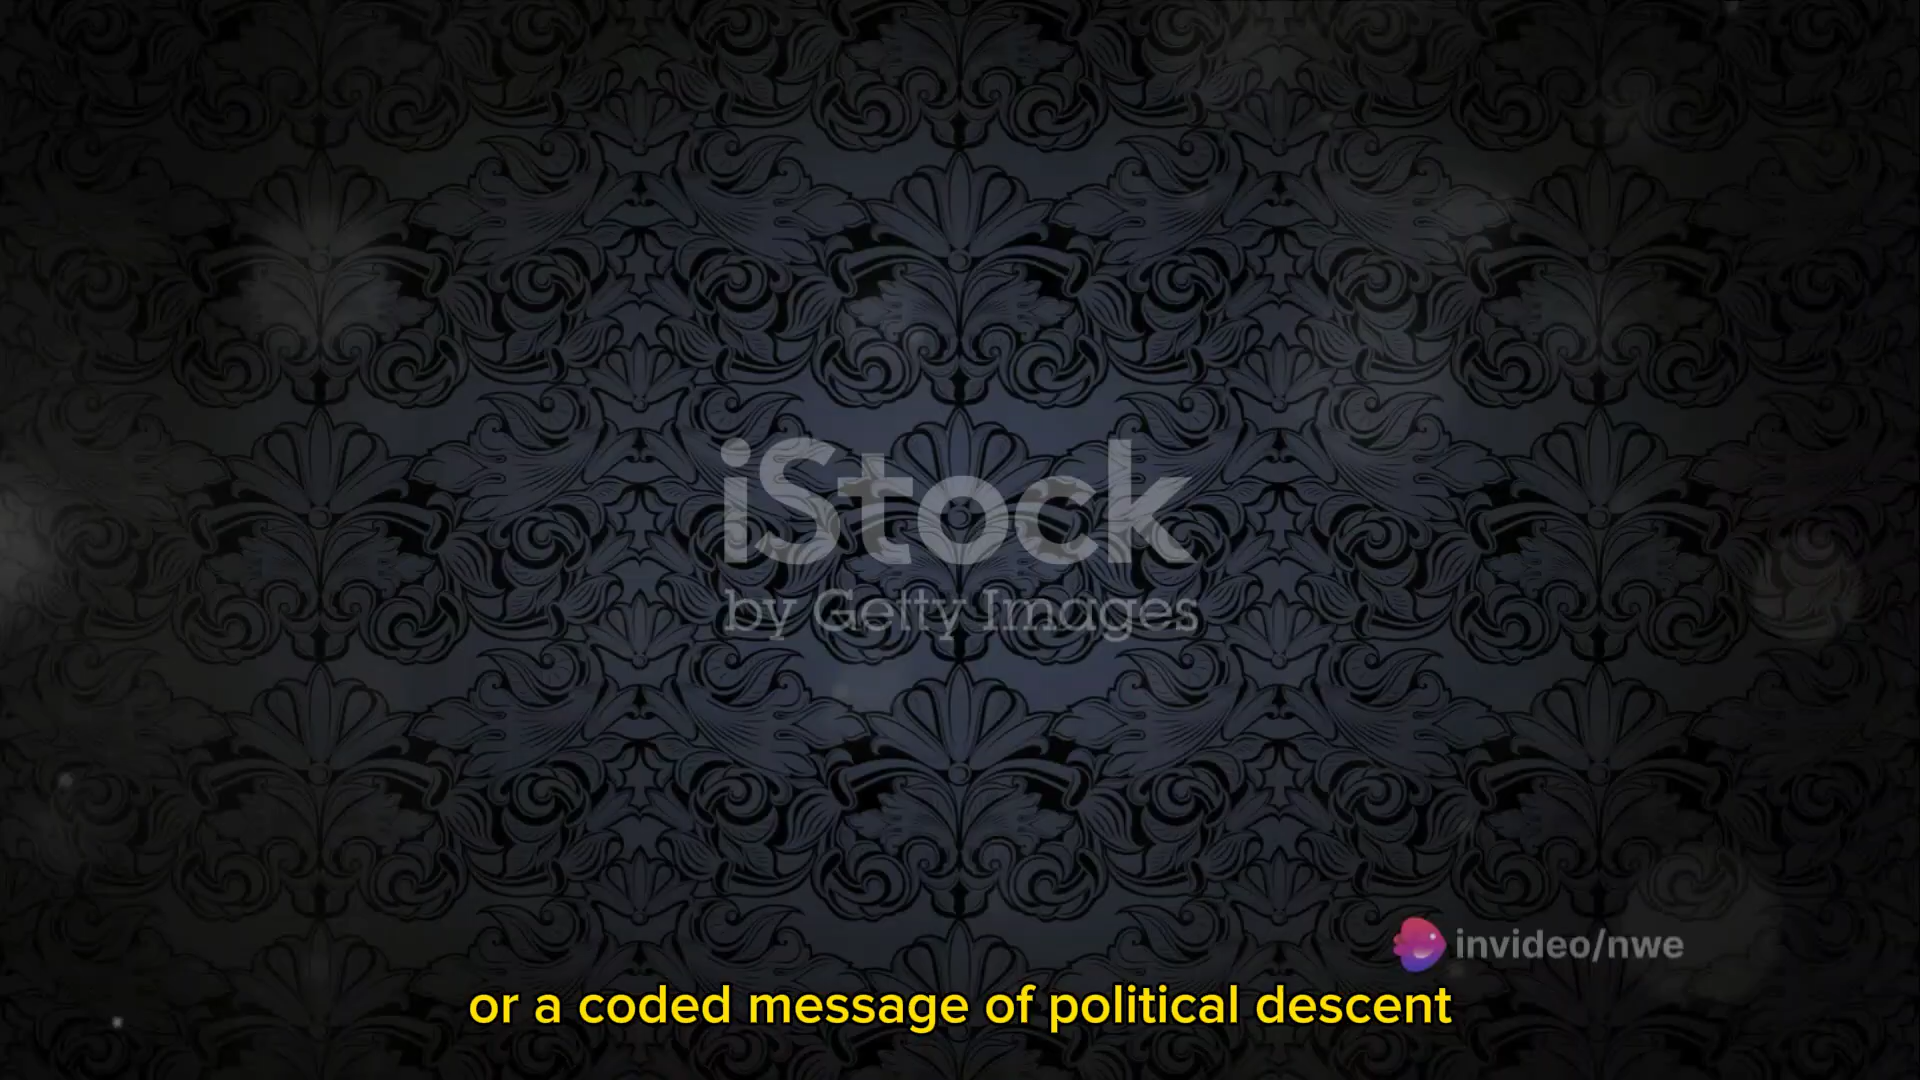 iStock
by Getty Images
invideo/nwe
or a coded message of political descent